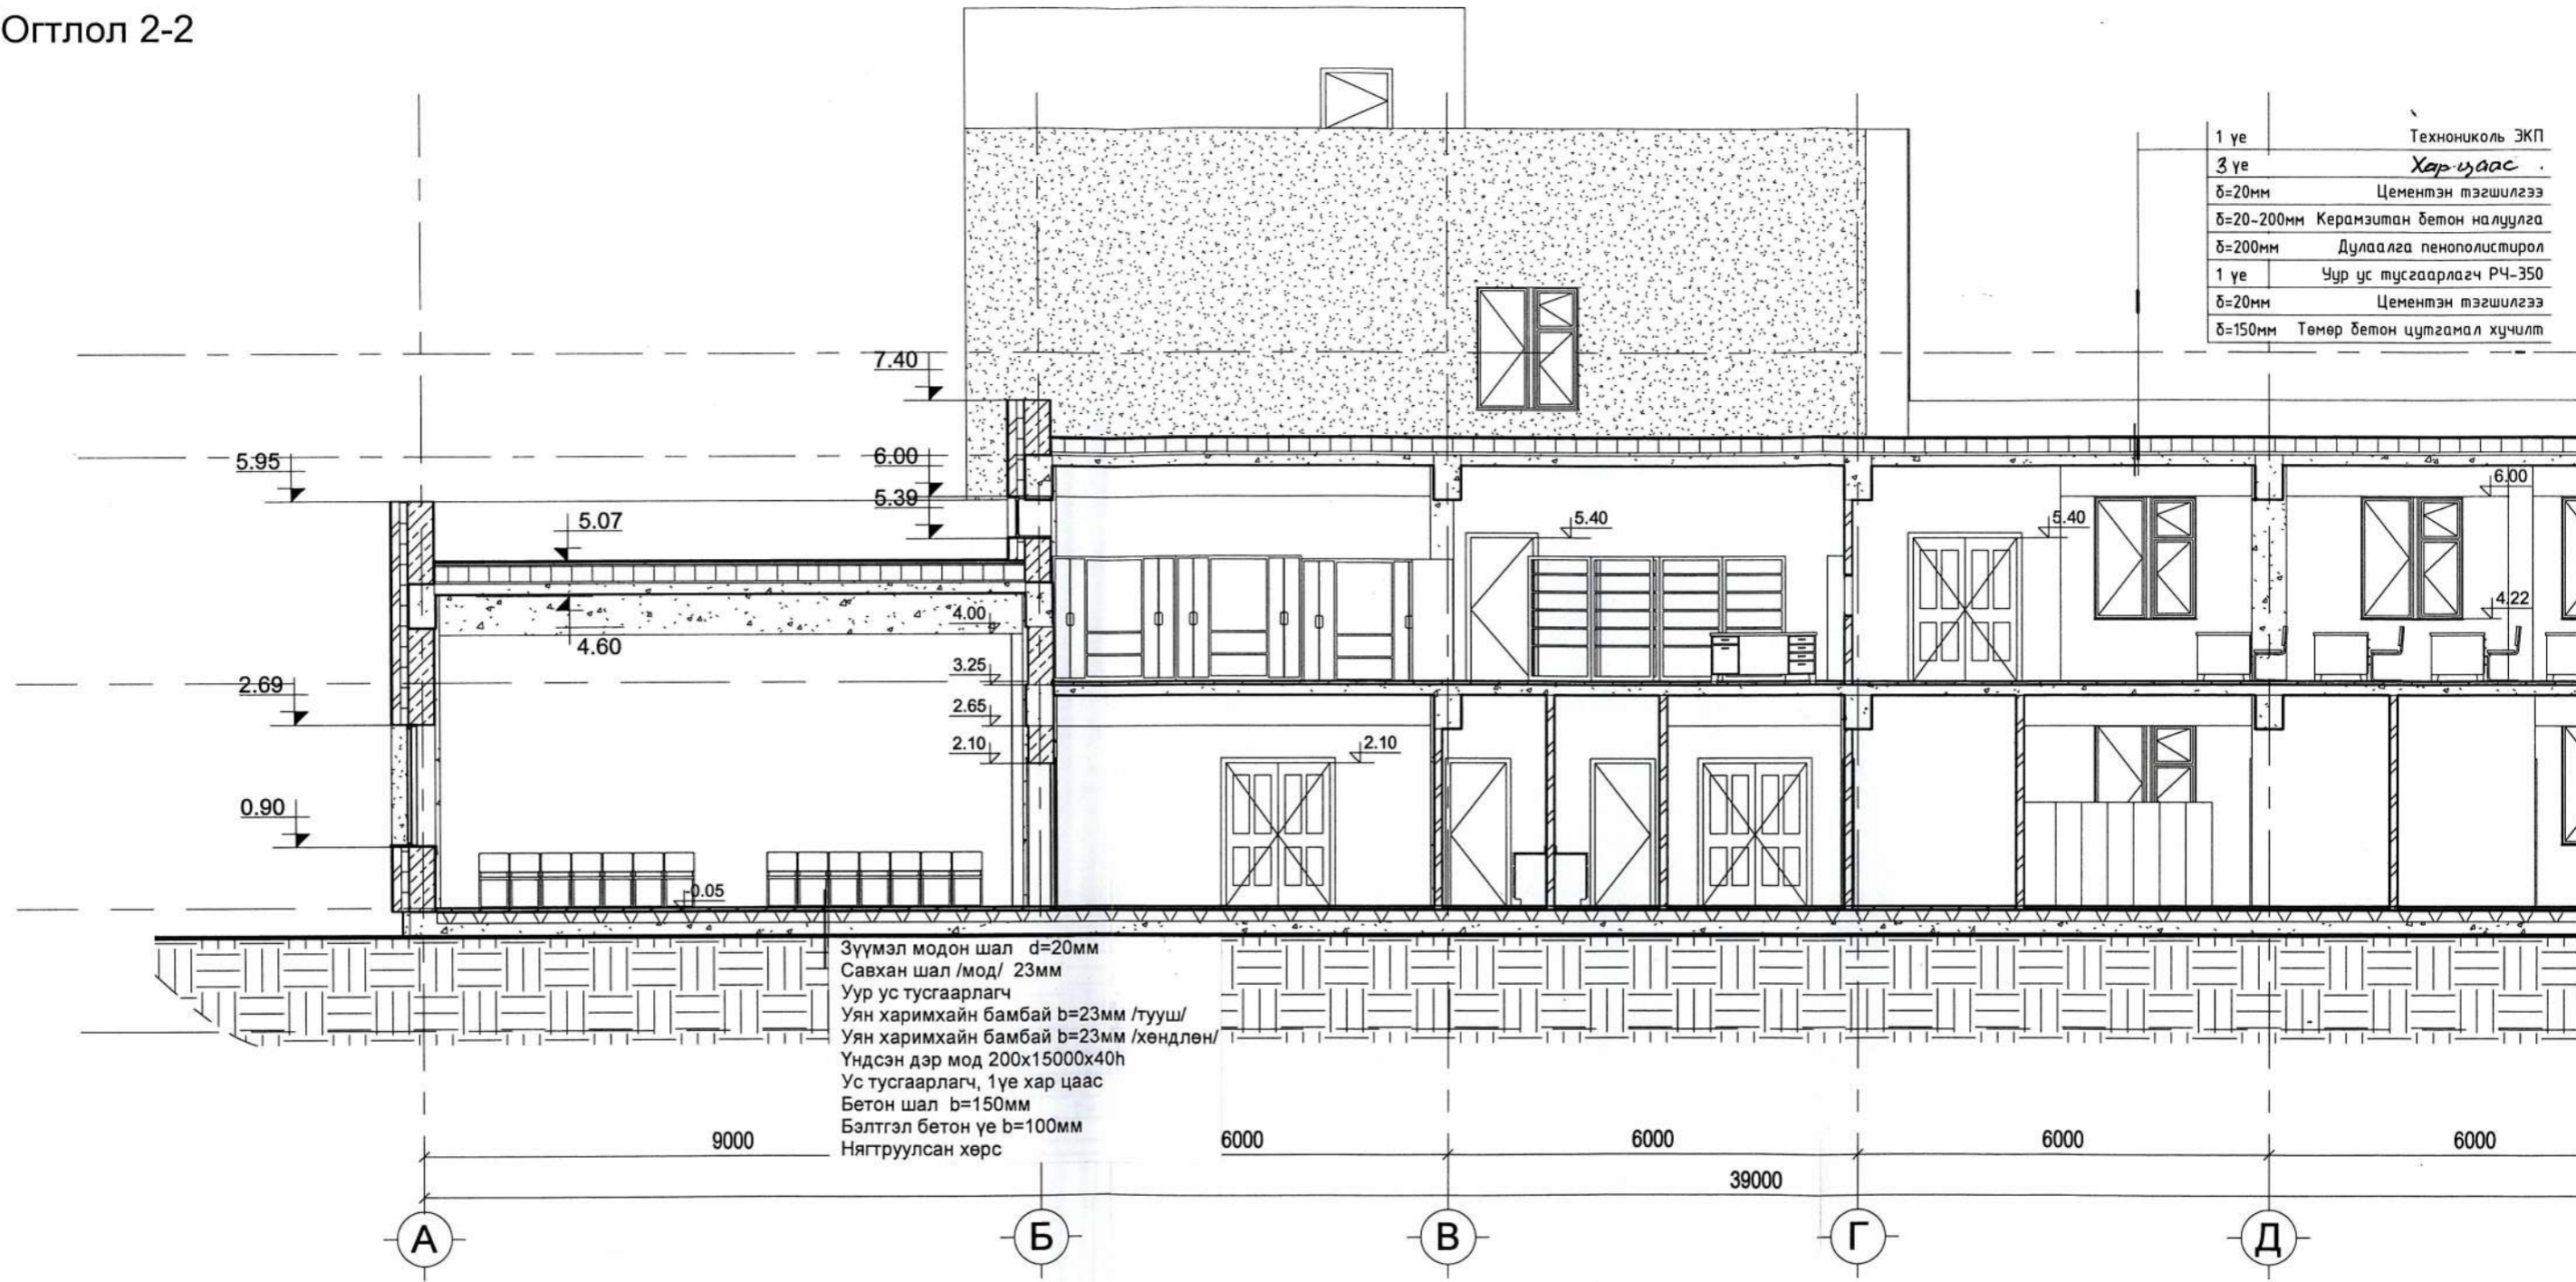 Огтлол 2-2
1 үе Технониколь ЭКП
3 үе Хар цаас
δ=20мм Цементэн тэгшилгээ
δ=20-200мм Керамзитан бетон налуулга
δ=200мм Дулаалга пенополистирол
1 үе Уур ус тусгаарлагч РЧ-350
δ=20мм Цементэн тэгшилгээ
δ=150мм Төмөр бетон цутгамал хучилт
7.40
6.00
5.95
5.39
5.07
6.00
5.40
5.40
4.22
4.00
4.60
3.25
2.69
2.65
2.10
2.10
0.90
-0.05
Зүүмэл модон шал d=20мм
Савхан шал /мод/ 23мм
Уур ус тусгаарлагч
Уян харимхайн бамбай b=23мм /тууш/
Уян харимхайн бамбай b=23мм /хөндлөн/
Үндсэн дэр мод 200x15000x40h
Ус тусгаарлагч, 1үе хар цаас
Бетон шал b=150мм
Бэлтгэл бетон үе b=100мм
Нягтруулсан хөрс
9000 6000 6000 6000 6000
39000
А Б В Г Д